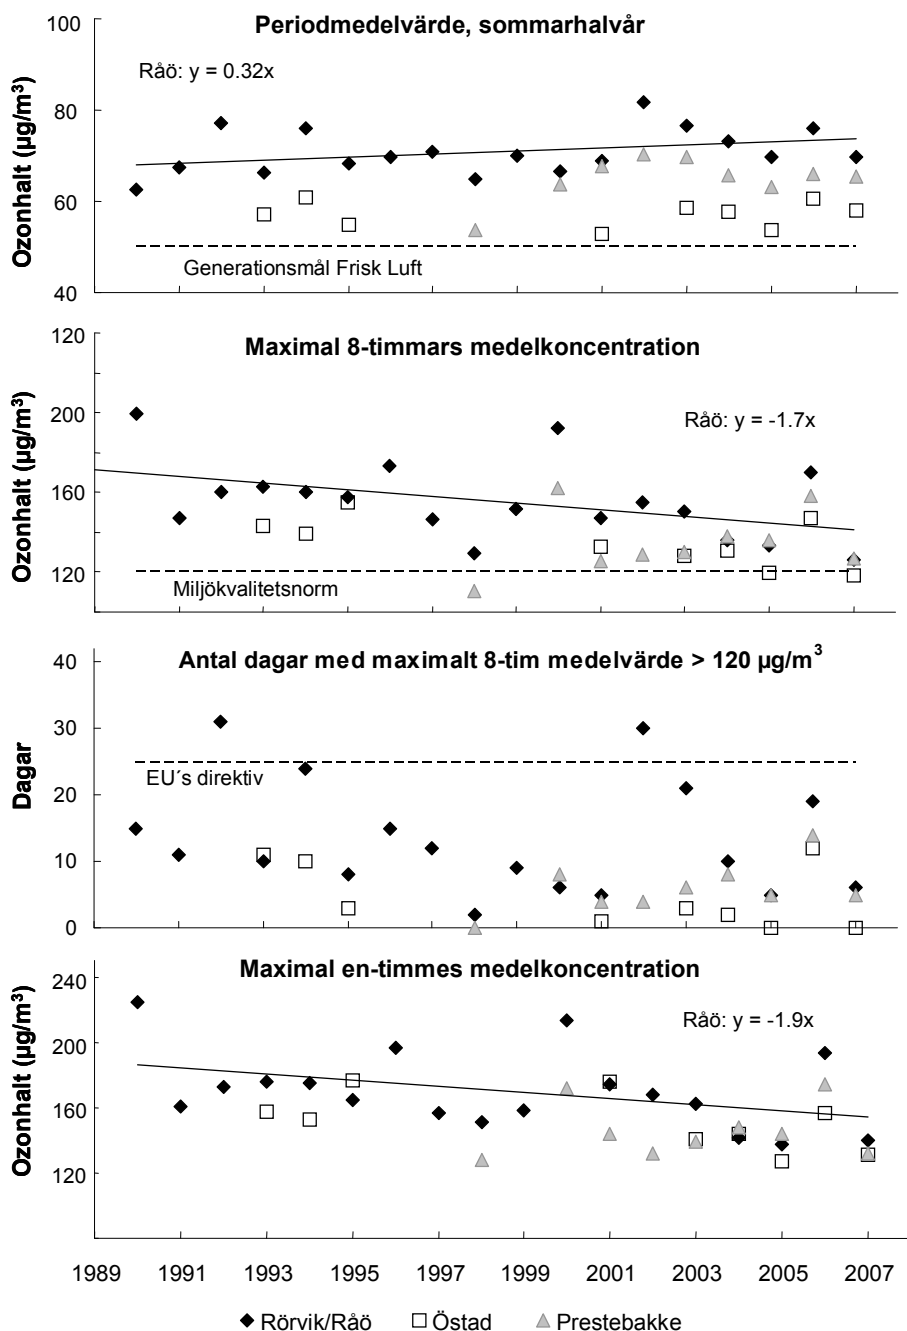 Periodmedelvärde, sommarhalvår
Ozonhalt (µg/m³)
100
80
60
40
Råö: y = 0.32x
Generationsmål Frisk Luft
Maximal 8-timmars medelkoncentration
Ozonhalt (µg/m³)
120
200
160
120
Råö: y = -1.7x
Miljökvalitetsnorm
Antal dagar med maximalt 8-tim medelvärde > 120 µg/m³
Dagar
40
30
20
10
0
EU´s direktiv
Maximal en-timmes medelkoncentration
Ozonhalt (µg/m³)
240
200
160
120
Råö: y = -1.9x
1989 1991 1993 1995 1997 1999 2001 2003 2005 2007
Rörvik/Råö Östad Prestebakke